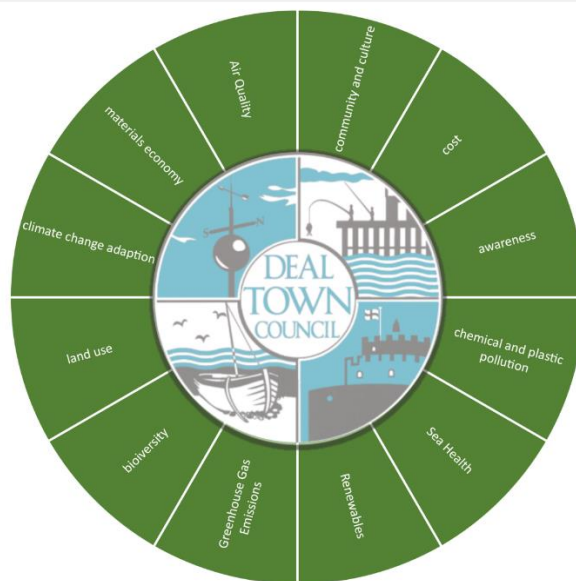 community and culture
cost
awareness
chemical and plastic
pollution
Sea Health
Renewables
Greenhouse Gas
Emissions
bioiversity
land use
climate change adaption
materials economy
Air Quality
S N
DEAL
TOWN
COUNCIL